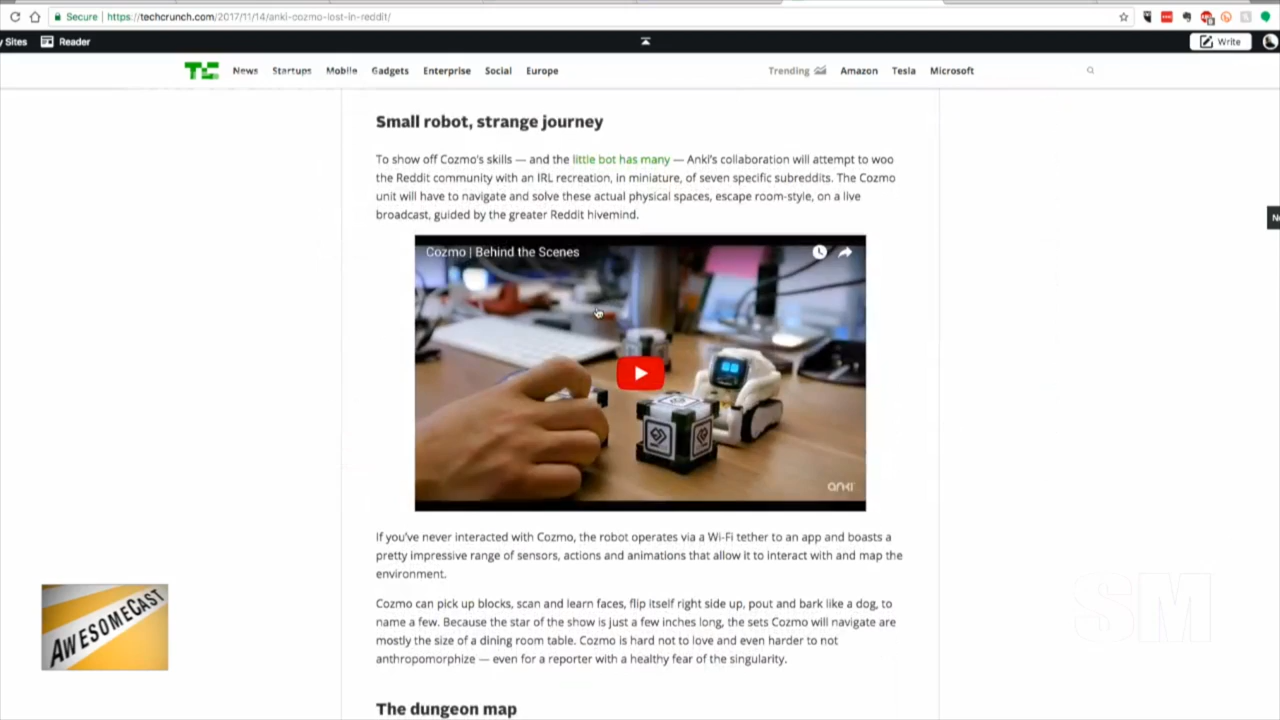 Secure https://techcrunch.com/2017/11/14/anki-cozmo-lost-in-reddit/
Sites Reader Write
TC News Startups Mobile Gadgets Enterprise Social Europe Trending Amazon Tesla Microsoft
Small robot, strange journey
To show off Cozmo's skills — and the little bot has many — Anki's collaboration will attempt to woo
the Reddit community with an IRL recreation, in miniature, of seven specific subreddits. The Cozmo
unit will have to navigate and solve these actual physical spaces, escape room-style, on a live
broadcast, guided by the greater Reddit hivemind.
Cozmo | Behind the Scenes
anki
If you've never interacted with Cozmo, the robot operates via a Wi-Fi tether to an app and boasts a
pretty impressive range of sensors, actions and animations that allow it to interact with and map the
environment.
Cozmo can pick up blocks, scan and learn faces, flip itself right side up, pout and bark like a dog, to
name a few. Because the star of the show is just a few inches long, the sets Cozmo will navigate are
mostly the size of a dining room table. Cozmo is hard not to love and even harder to not
anthropomorphize — even for a reporter with a healthy fear of the singularity.
AWESOMECAST
SM
The dungeon map